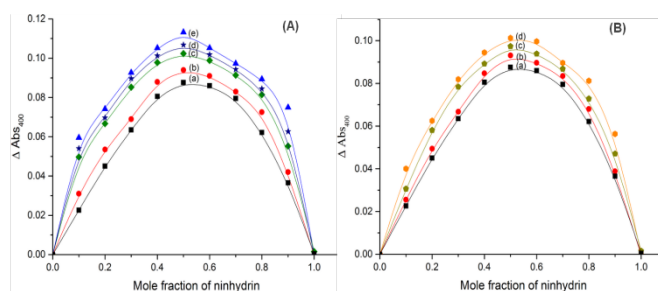 (A)
(e)
(d)
(c)
(b)
(a)
0.12
0.10
0.08
0.06
0.04
0.02
0.00
Δ Abs400
0.0 0.2 0.4 0.6 0.8 1.0
Mole fraction of ninhydrin
(B)
(d)
(c)
(b)
(a)
0.10
0.08
0.06
0.04
0.02
0.00
Δ Abs400
0.0 0.2 0.4 0.6 0.8 1.0
Mole fraction of ninhydrin